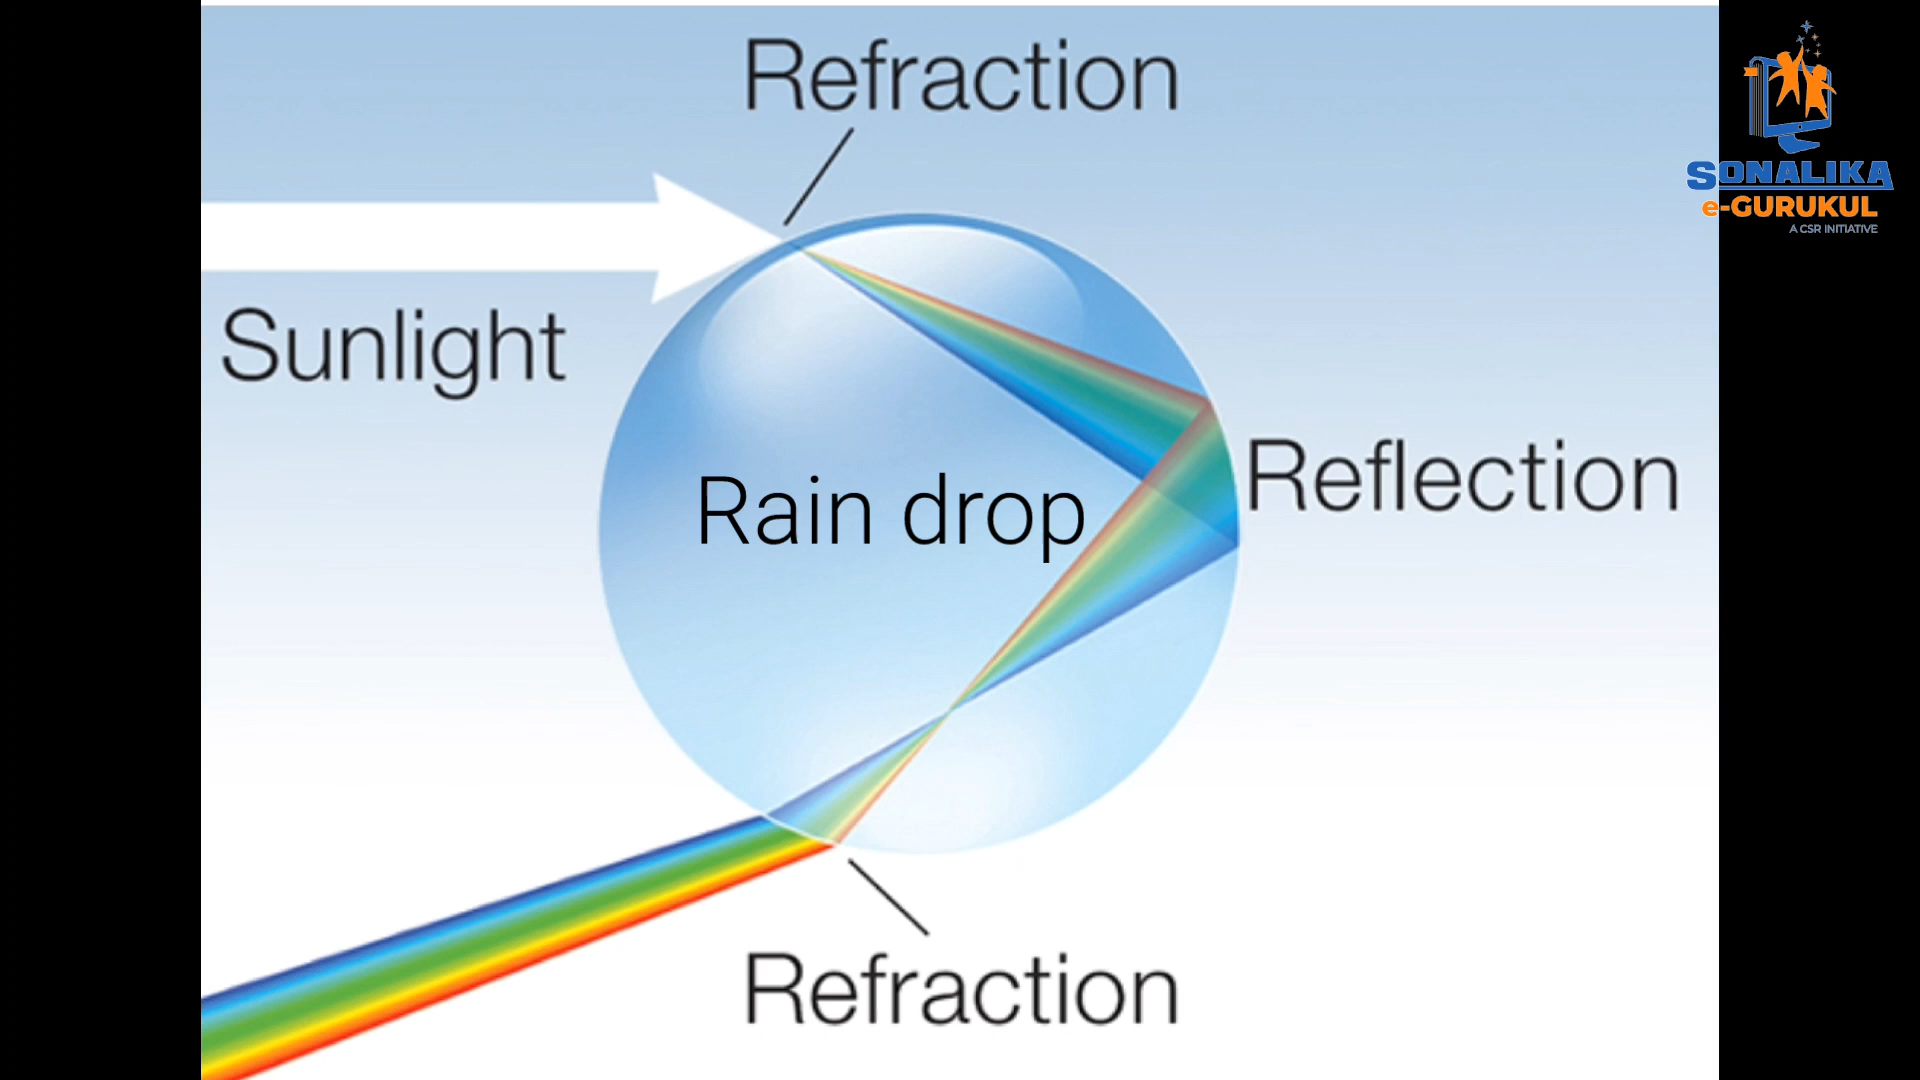 Refraction
Sunlight
Rain drop
Reflection
Refraction
SONALIKA
e-GURUKUL
A CSR INITIATIVE